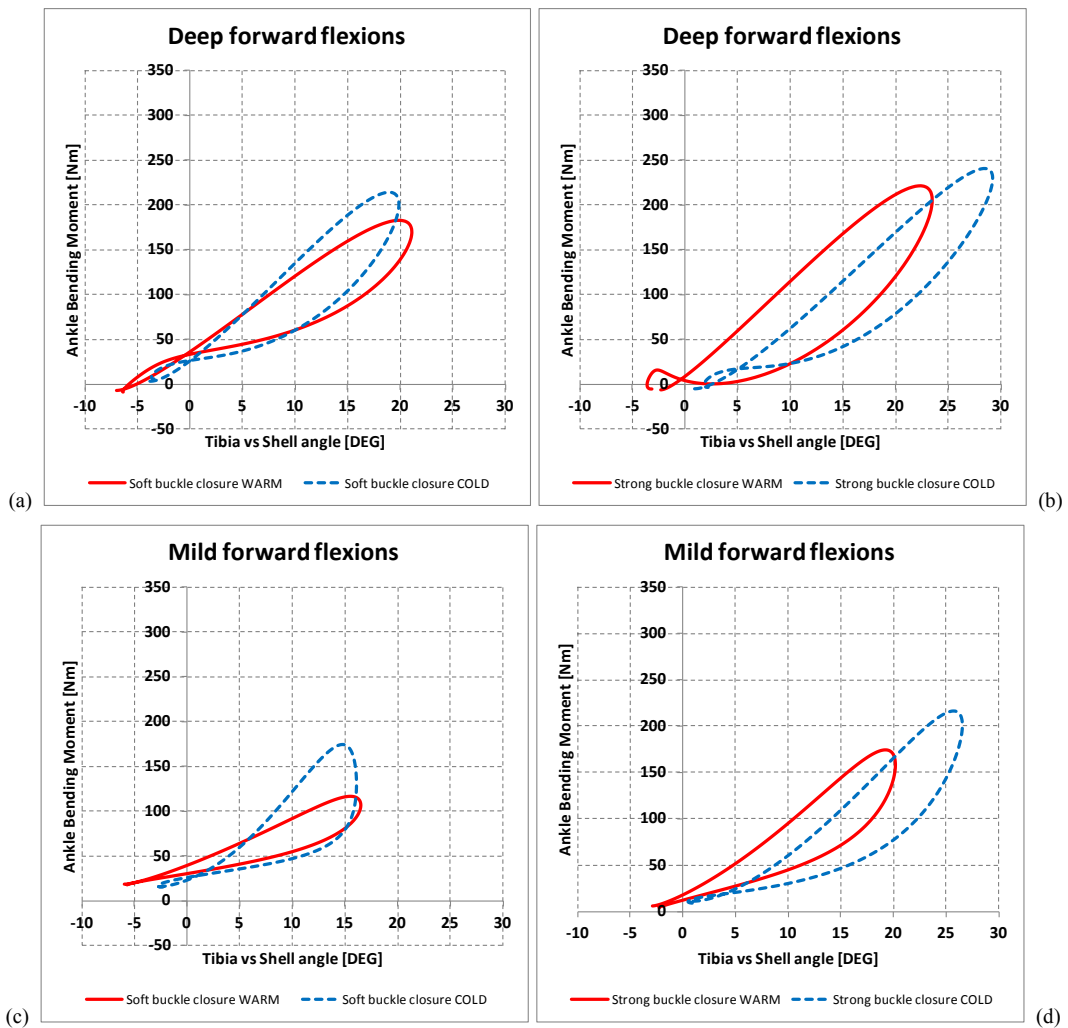 Deep forward flexions
350
300
250
200
150
100
50
0
-50
-10 -5 0 5 10 15 20 25 30
Ankle Bending Moment [Nm]
Tibia vs Shell angle [DEG]
Soft buckle closure WARM Soft buckle closure COLD
(a)
Deep forward flexions
350
300
250
200
150
100
50
0
-50
-10 -5 0 5 10 15 20 25 30
Ankle Bending Moment [Nm]
Tibia vs Shell angle [DEG]
Strong buckle closure WARM Strong buckle closure COLD
(b)
Mild forward flexions
350
300
250
200
150
100
50
0
-50
-10 -5 0 5 10 15 20 25 30
Ankle Bending Moment [Nm]
Tibia vs Shell angle [DEG]
Soft buckle closure WARM Soft buckle closure COLD
(c)
Mild forward flexions
350
300
250
200
150
100
50
0
-10 -5 0 5 10 15 20 25 30
Ankle Bending Moment [Nm]
Tibia vs Shell angle [DEG]
Strong buckle closure WARM Strong buckle closure COLD
(d)